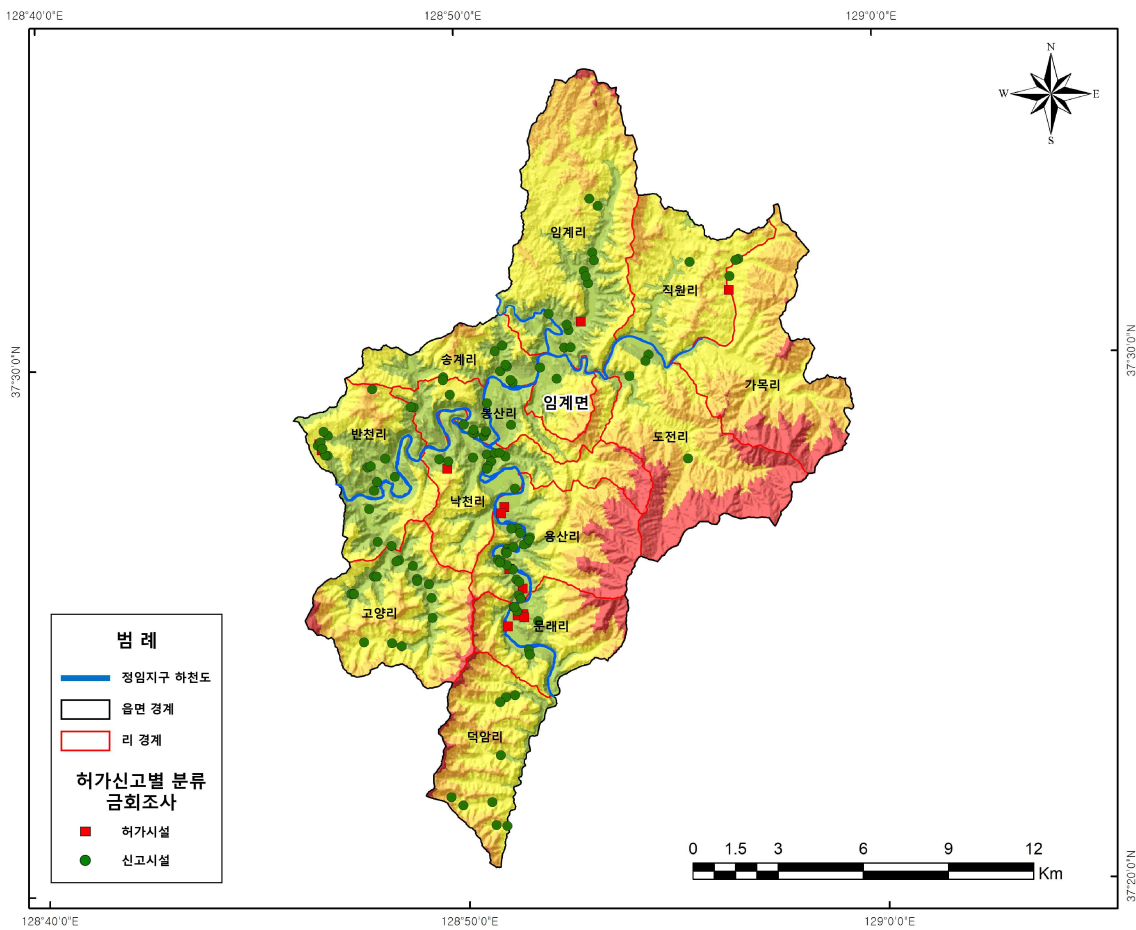 128°40'0"E
128°50'0"E
129°0'0"E
N
W
E
S
임계리
직원리
37°30'0"N
37°30'0"N
송계리
가목리
임계면
봉산리
반천리
도전리
낙천리
용산리
고양리
문래리
범 례
정임지구 하천도
읍면 경계
리 경계
덕암리
허가신고별 분류
금회조사
허가시설
신고시설
0 1.5 3 6 9 12
Km
37°20'0"N
128°40'0"E
128°50'0"E
129°0'0"E